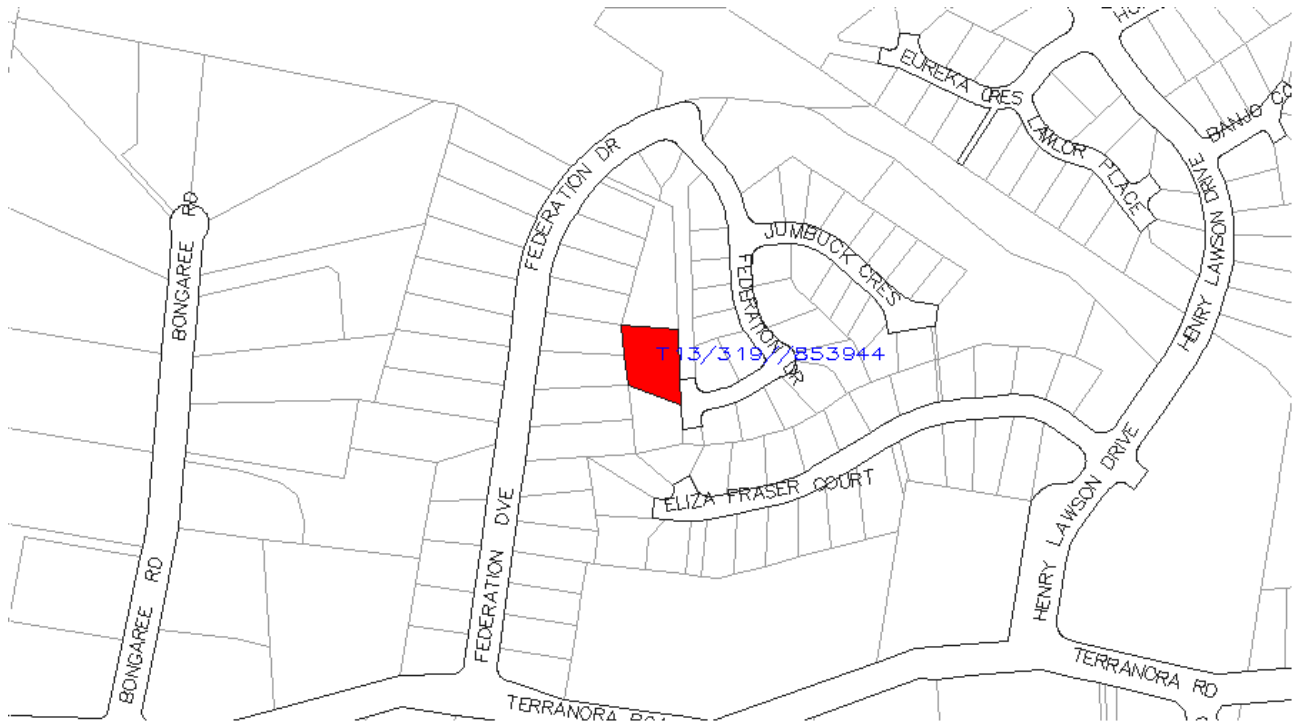 EUREKA CRES
BANJO CO
LAWLOR PLACE
FEDERATION DR
HENRY LAWSON DRIVE
BONGAREE RD
JUMBUCK CRES
FEDERATION DR
T13/319//853944
HENRY LAWSON DRIVE
ELIZA FRASER COURT
FEDERATION DVE
BONGAREE RD
TERRANORA RD
TERRANORA ROA